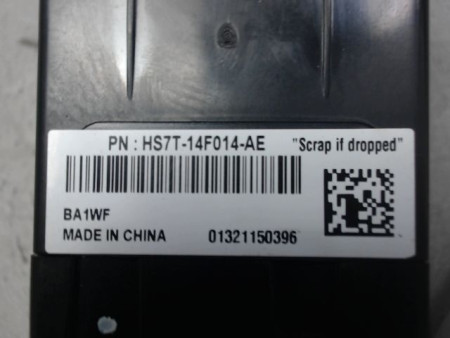 PN : HS7T-14F014-AE "Scrap if dropped"
BA1WF
MADE IN CHINA 01321150396